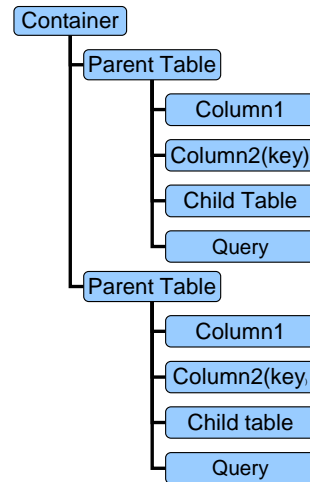 Container
Parent Table
Column1
Column2(key)
Child Table
Query
Parent Table
Column1
Column2(key)
Child table
Query